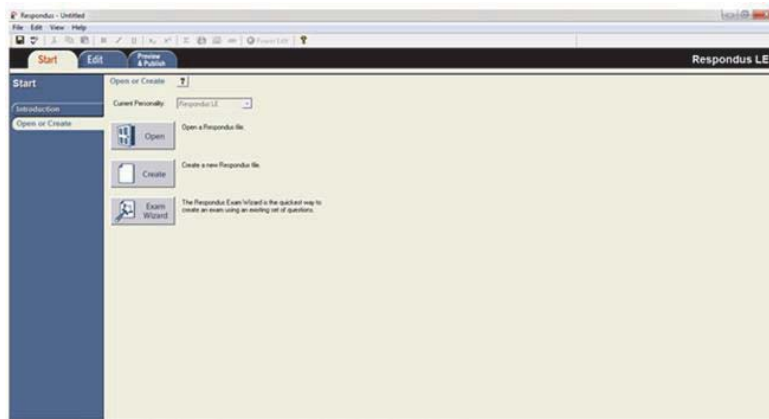 Respondus - Untitled
File Edit View Help
Power Edit
Start
Edit
Preview
& Publish
Respondus LE
Start
Introduction
Open or Create
Open or Create ?
Current Personality: Respondus LE
Open
Open a Respondus file.
Create
Create a new Respondus file.
Exam
Wizard
The Respondus Exam Wizard is the quickest way to
create an exam using an existing set of questions.